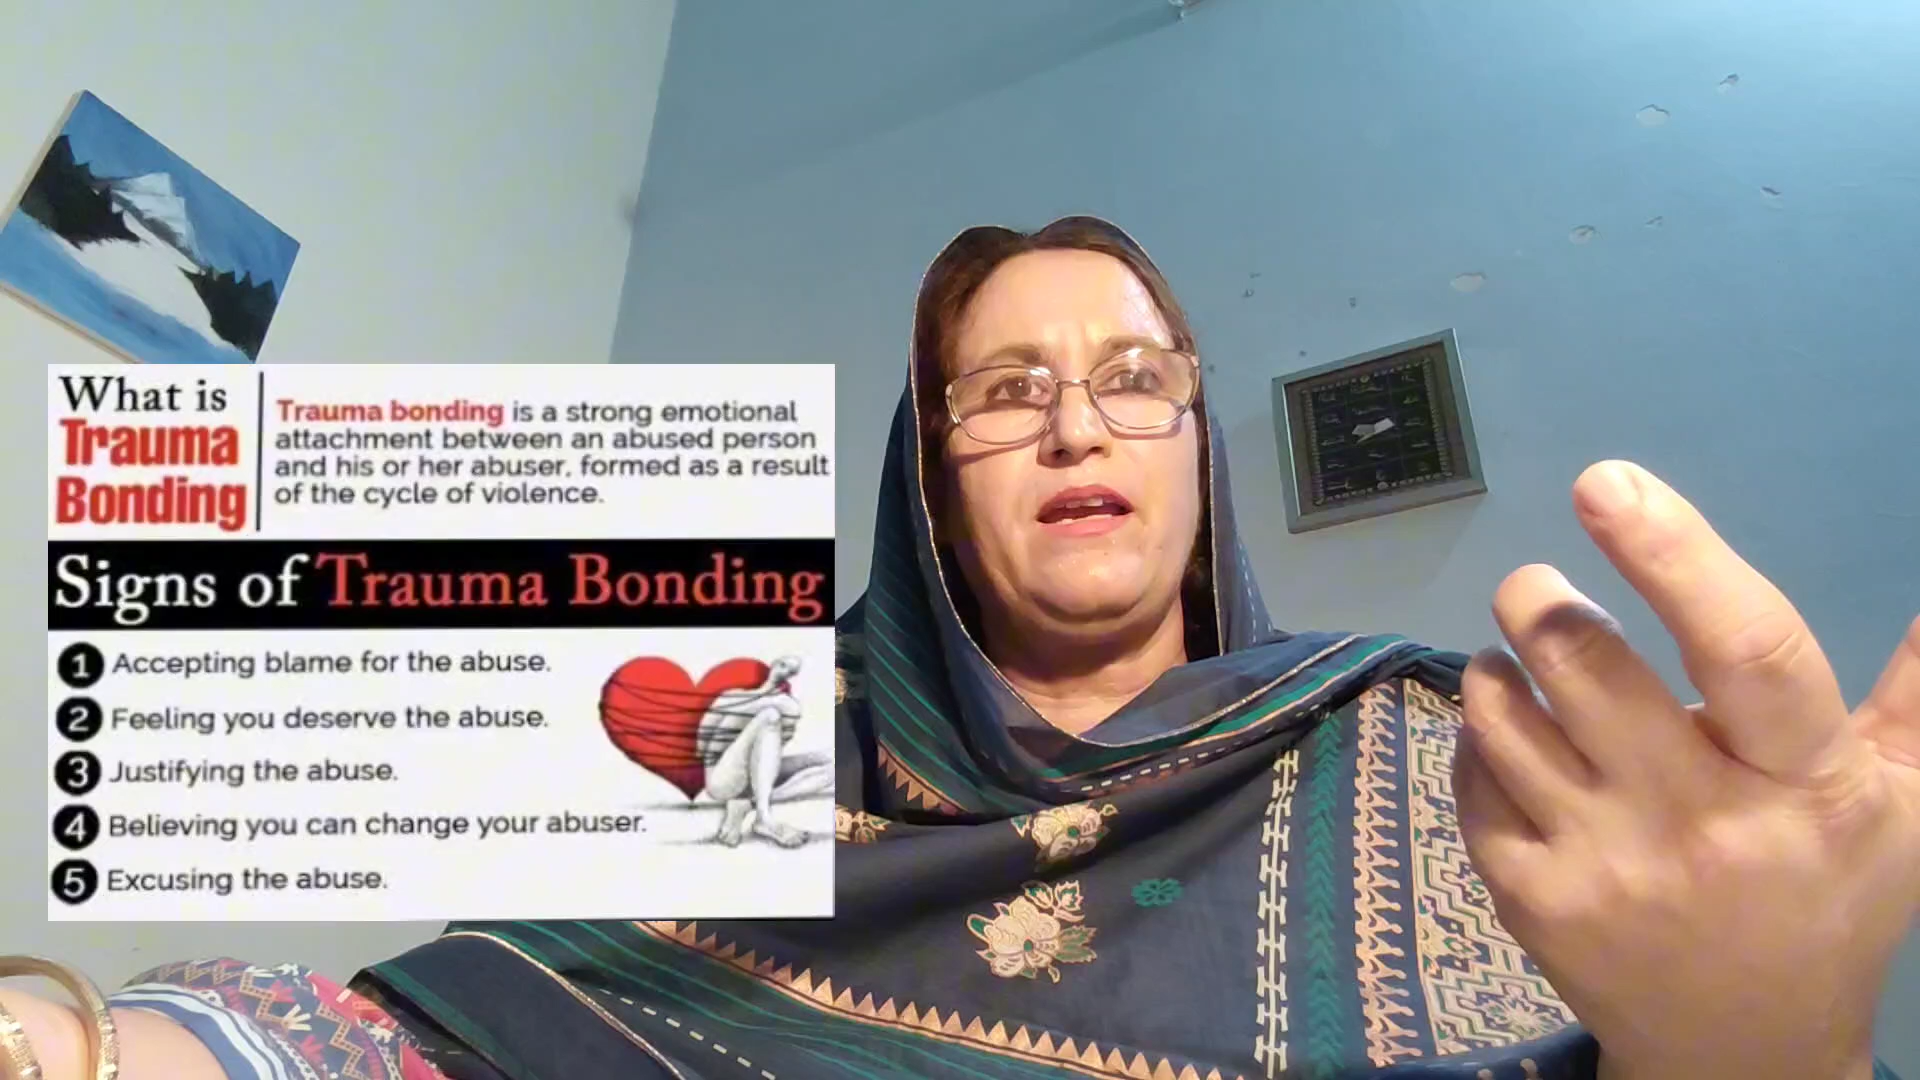 What is
Trauma
Bonding
Trauma bonding is a strong emotional
attachment between an abused person
and his or her abuser, formed as a result
of the cycle of violence.
Signs of Trauma Bonding
1 Accepting blame for the abuse.
2 Feeling you deserve the abuse.
3 Justifying the abuse.
4 Believing you can change your abuser.
5 Excusing the abuse.